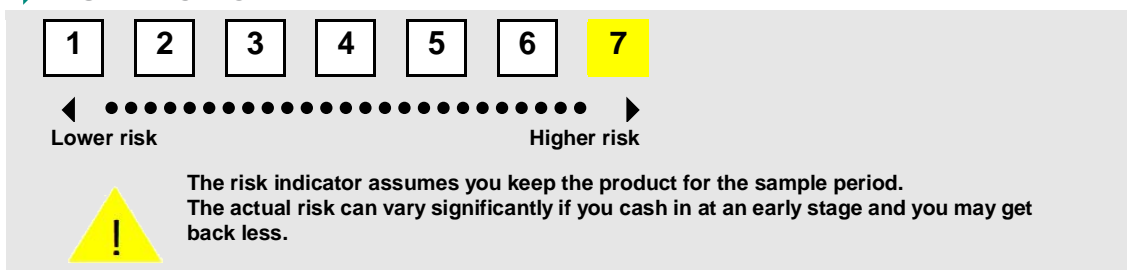 1 2 3 4 5 6 7
Lower risk Higher risk
The risk indicator assumes you keep the product for the sample period.
The actual risk can vary significantly if you cash in at an early stage and you may get
back less.
!